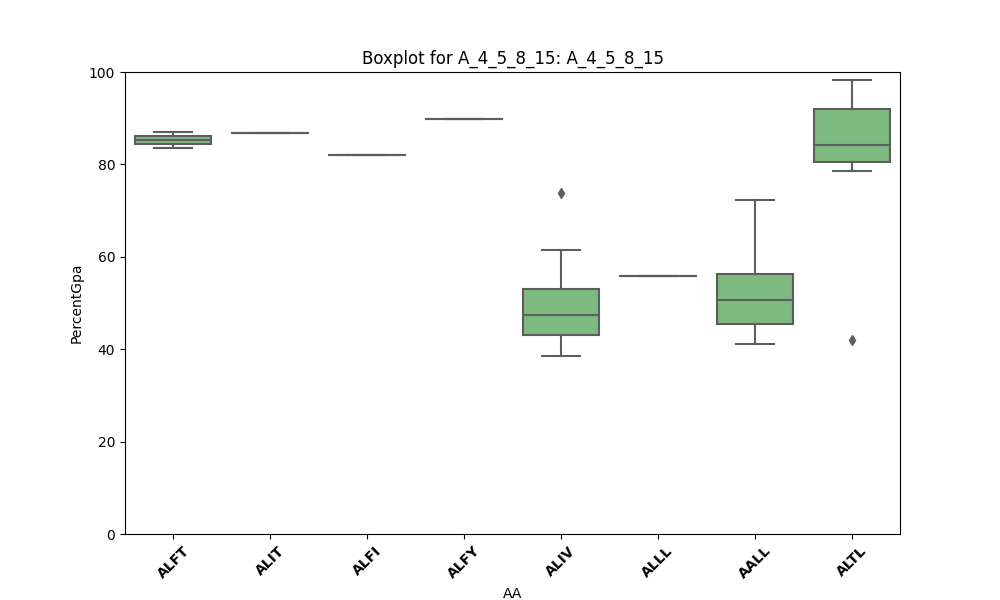 Boxplot for A_4_5_8_15: A_4_5_8_15
100
80
60
40
20
0
PercentGpa
ALFT
ALIT
ALFI
ALFY
ALIV
ALLL
AALL
ALTL
AA